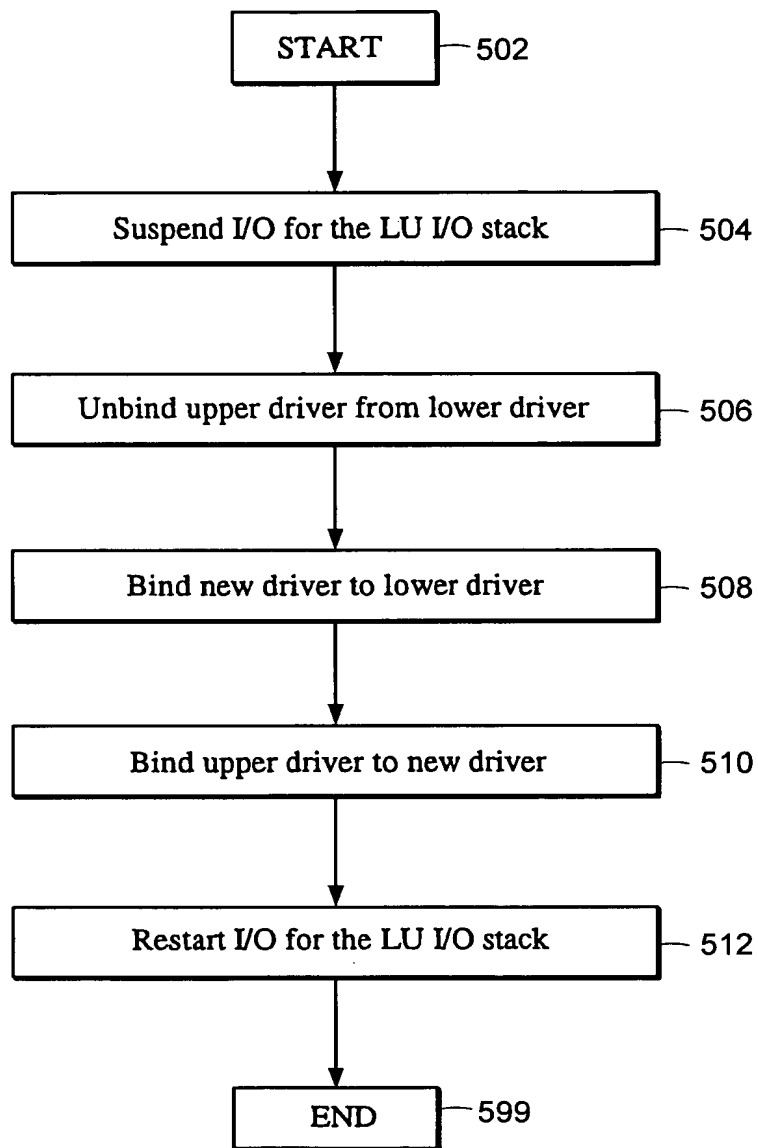 START 502
Suspend I/O for the LU I/O stack 504
Unbind upper driver from lower driver 506
Bind new driver to lower driver 508
Bind upper driver to new driver 510
Restart I/O for the LU I/O stack 512
END 599